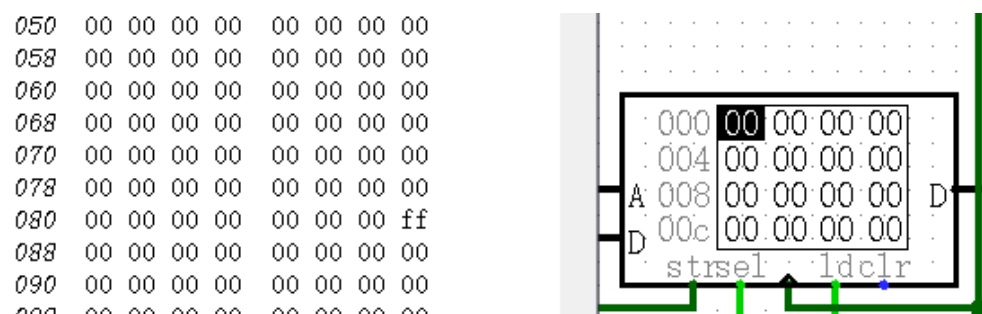 050 00 00 00 00 00 00 00 00
058 00 00 00 00 00 00 00 00
060 00 00 00 00 00 00 00 00
068 00 00 00 00 00 00 00 00
070 00 00 00 00 00 00 00 00
078 00 00 00 00 00 00 00 00
080 00 00 00 00 00 00 00 ff
088 00 00 00 00 00 00 00 00
090 00 00 00 00 00 00 00 00
000 00 00 00 00
004 00 00 00 00
A 008 00 00 00 00 D
D 00c 00 00 00 00
str sel ld clr